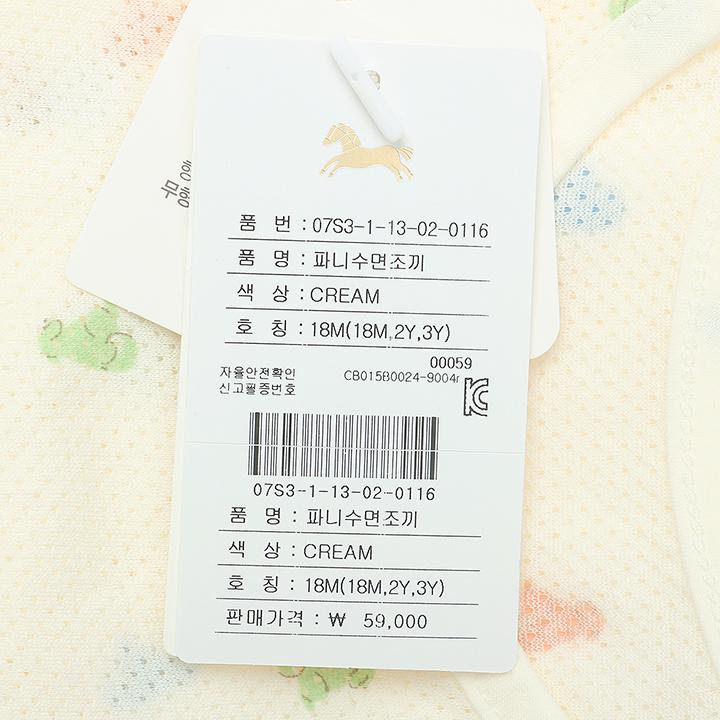 무
품 번 : 07S3-1-13-02-0116
품 명 : 파니수면조끼
색 상 : CREAM
호 칭 : 18M(18M,2Y,3Y)
00059
자율안전확인 CB015B0024-9004r
신고필증번호
07S3-1-13-02-0116
품 명 : 파니수면조끼
색 상 : CREAM
호 칭 : 18M(18M,2Y,3Y)
판매가격 : ₩ 59,000